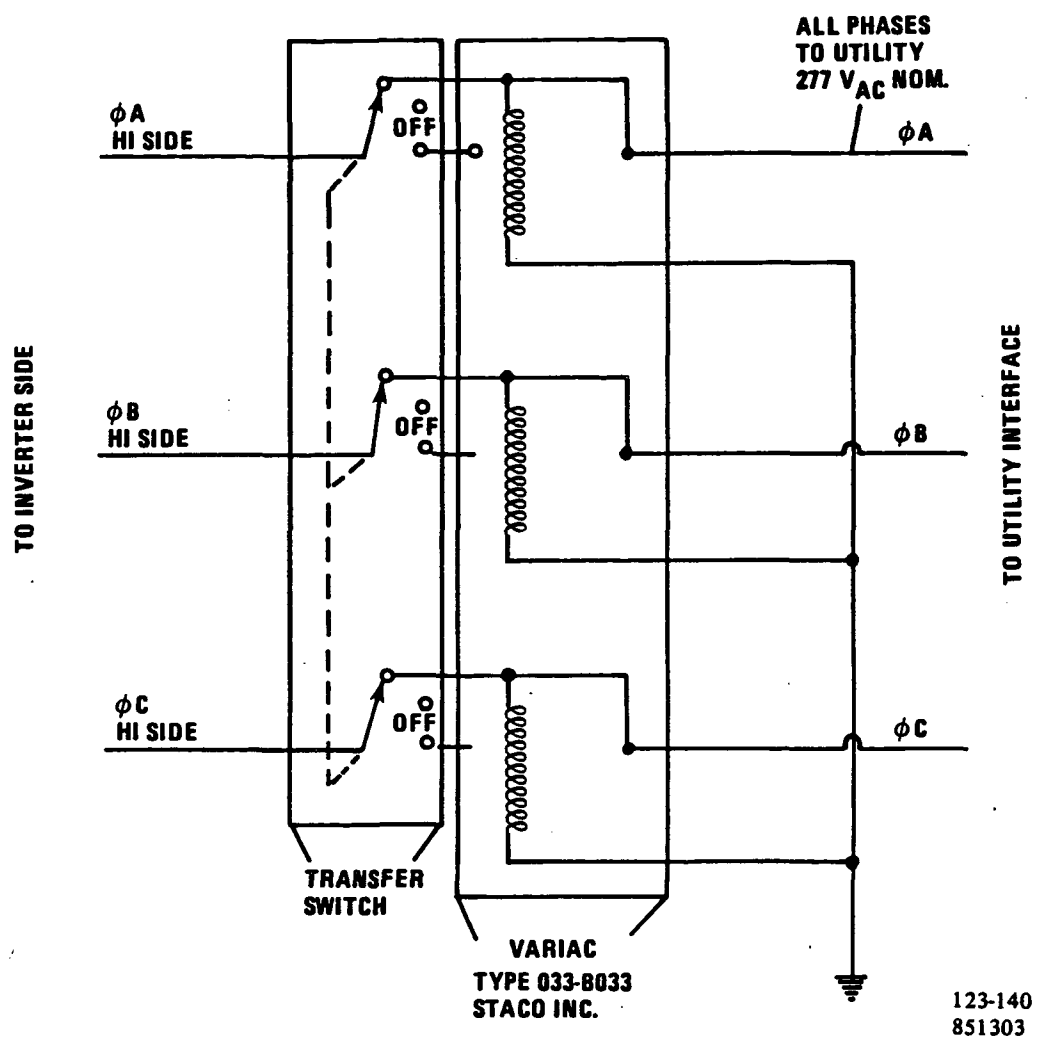 ALL PHASES
TO UTILITY
277 VAC NOM.
ϕA
HI SIDE
OFF
ϕA
TO INVERTER SIDE
ϕB
HI SIDE
OFF
ϕB
TO UTILITY INTERFACE
ϕC
HI SIDE
OFF
ϕC
TRANSFER
SWITCH
VARIAC
TYPE 033-B033
STACO INC.
123-140
851303